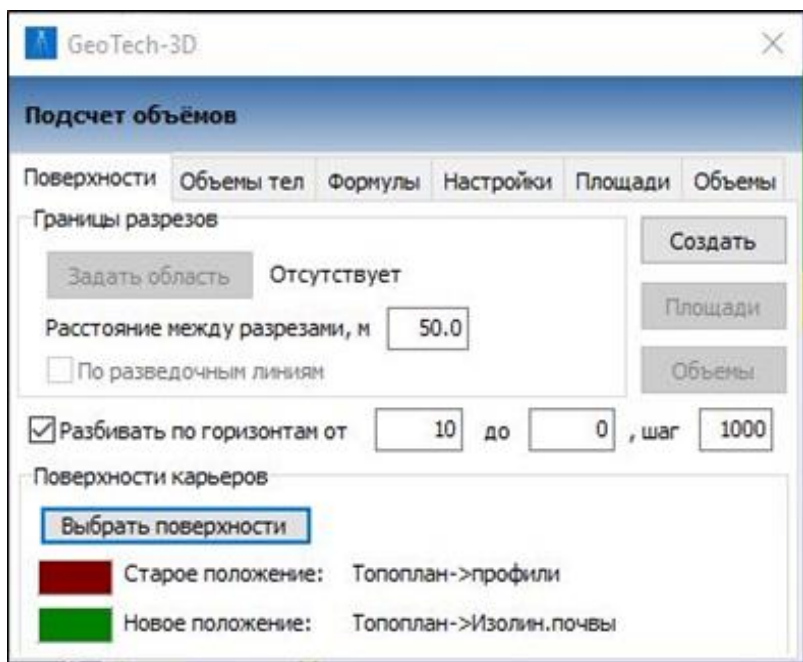 GeoTech-3D
Подсчет объёмов
Поверхности Объемы тел Формулы Настройки Площади Объемы
Границы разрезов
Создать
Задать область Отсутствует
Площади
Расстояние между разрезами, м 50.0
По разведочным линиям
Объемы
Разбивать по горизонтам от 10 до 0 , шаг 1000
Поверхности карьеров
Выбрать поверхности
Старое положение: Топоплан->профили
Новое положение: Топоплан->Изолин.почвы